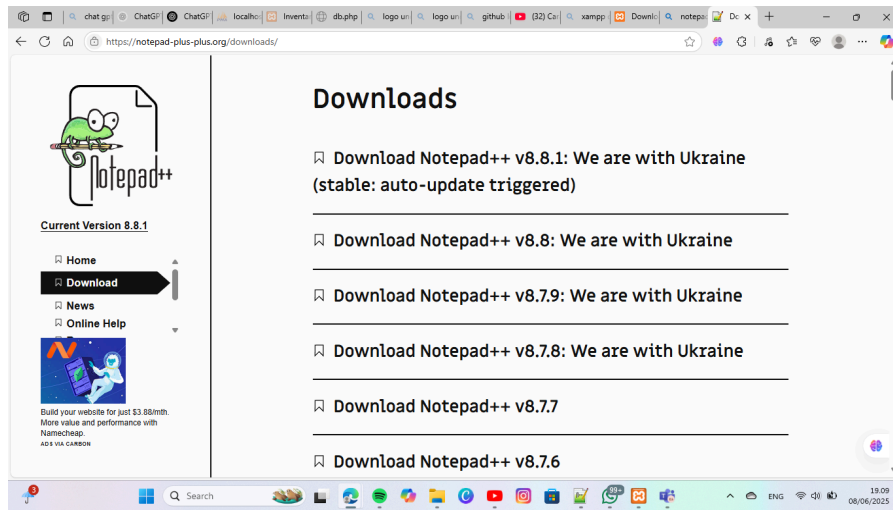 chat gp
ChatGP
ChatGP
localhos
Inventa
db.php
logo un
logo un
github
(32) Ca
xampp
Downlo
notepa
Do
https://notepad-plus-plus.org/downloads/
Notepad++
Current Version 8.8.1
Home
Download
News
Online Help
Build your website for just $3.88/mth.
More value and performance with
Namecheap.
ADS VIA CARBON
Downloads
Download Notepad++ v8.8.1: We are with Ukraine
(stable: auto-update triggered)
Download Notepad++ v8.8: We are with Ukraine
Download Notepad++ v8.7.9: We are with Ukraine
Download Notepad++ v8.7.8: We are with Ukraine
Download Notepad++ v8.7.7
Download Notepad++ v8.7.6
3
Search
99+
ENG
19.09
08/06/2025